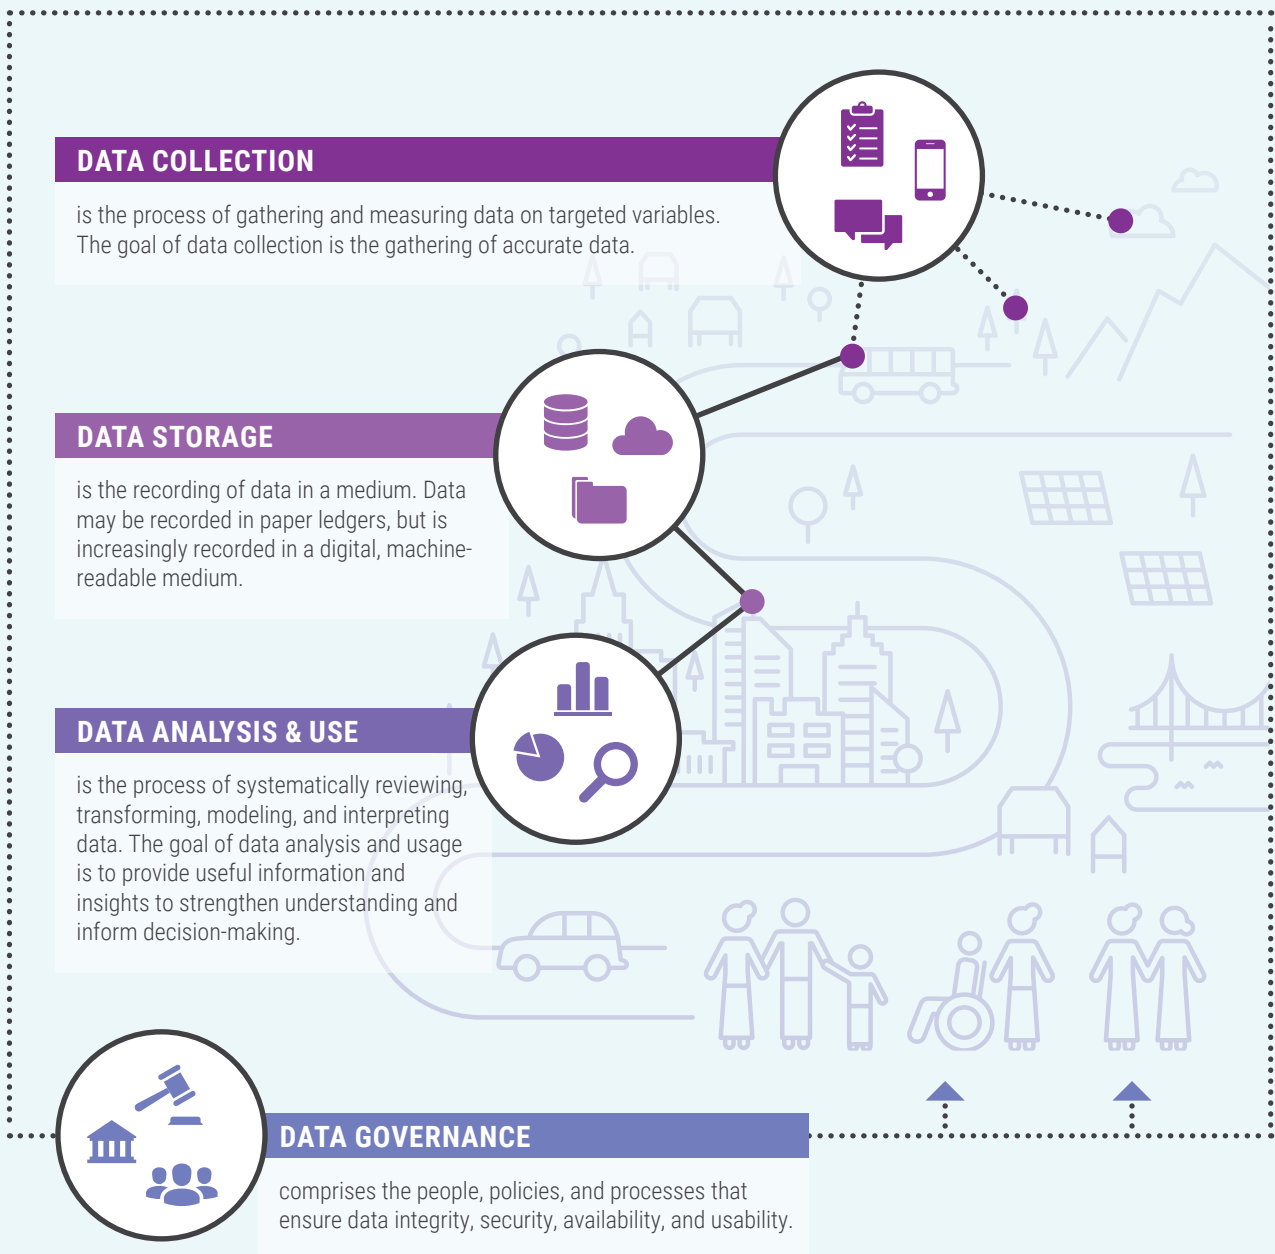 DATA COLLECTION
is the process of gathering and measuring data on targeted variables.
The goal of data collection is the gathering of accurate data.
DATA STORAGE
is the recording of data in a medium. Data
may be recorded in paper ledgers, but is
increasingly recorded in a digital, machine-
readable medium.
DATA ANALYSIS & USE
is the process of systematically reviewing,
transforming, modeling, and interpreting
data. The goal of data analysis and usage
is to provide useful information and
insights to strengthen understanding and
inform decision-making.
DATA GOVERNANCE
comprises the people, policies, and processes that
ensure data integrity, security, availability, and usability.